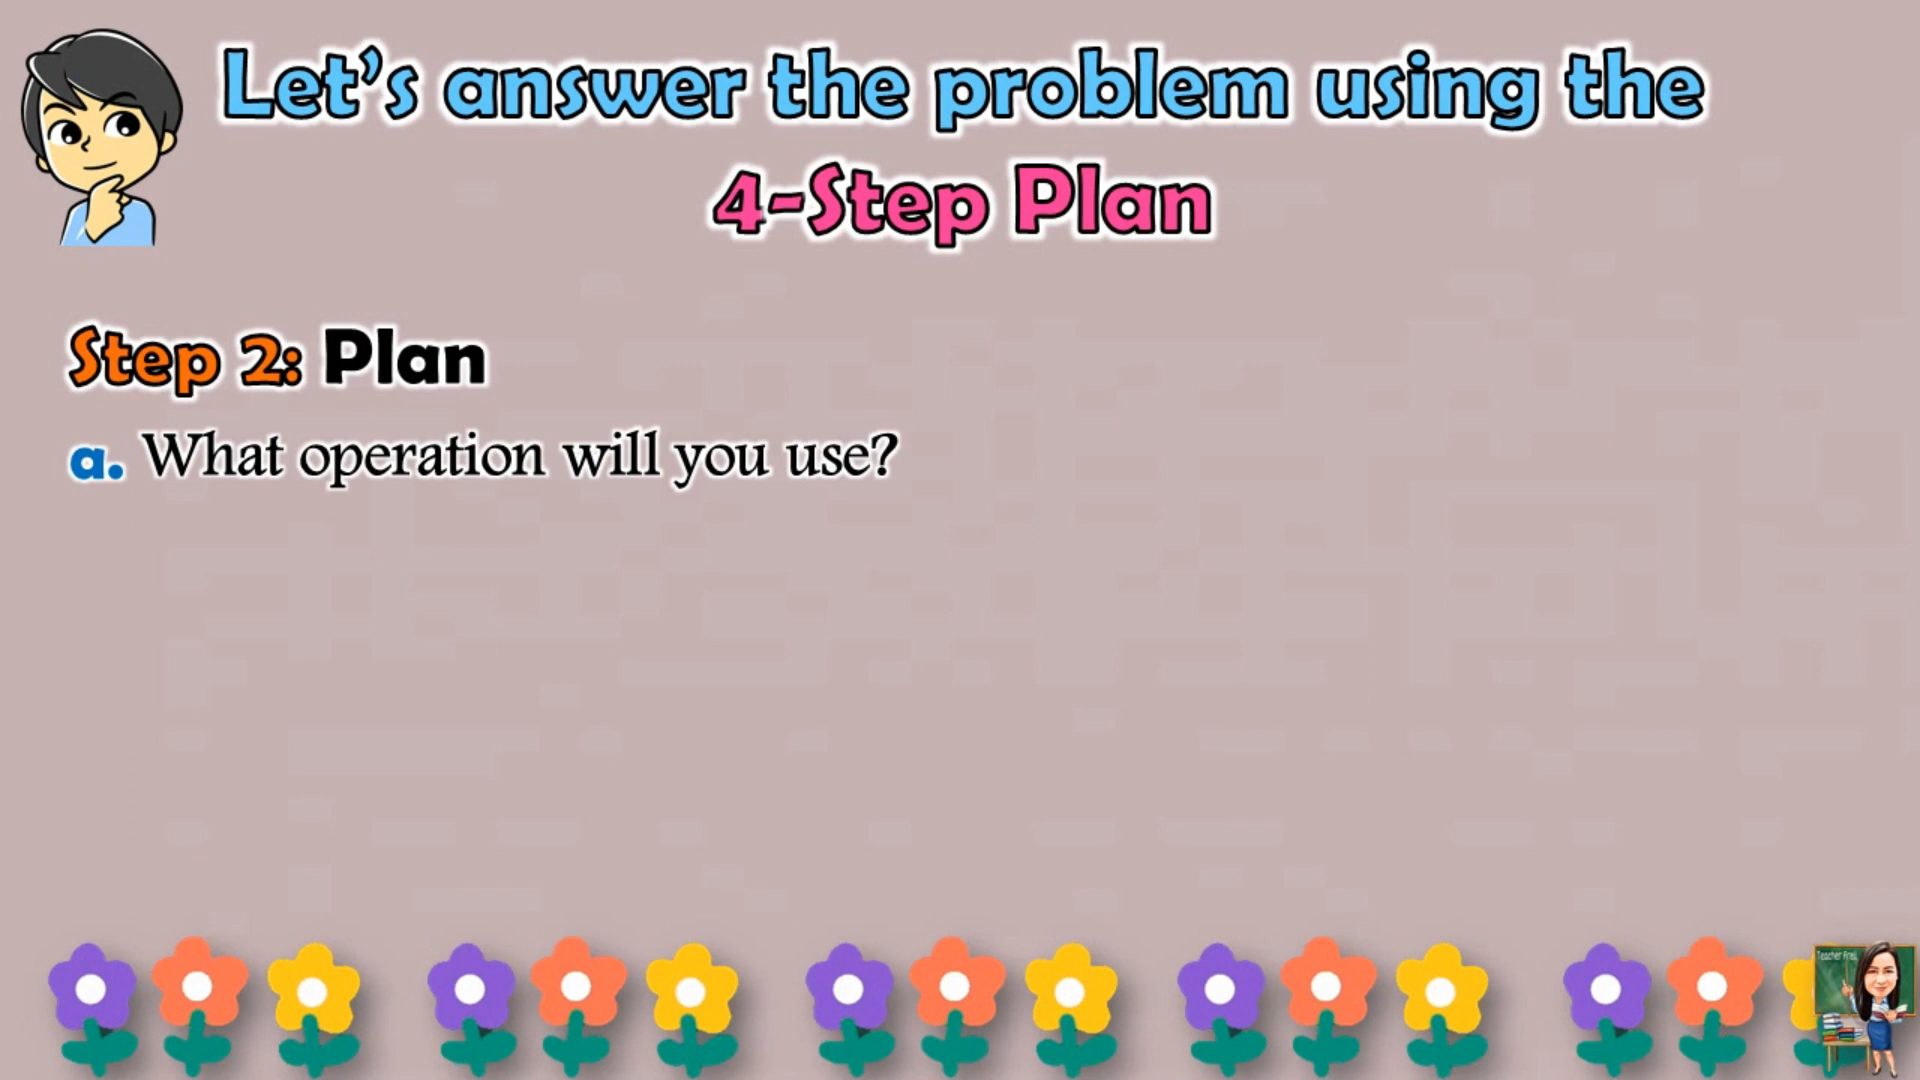 Let's answer the problem using the
4-Step Plan
Step 2: Plan
a. What operation will you use?